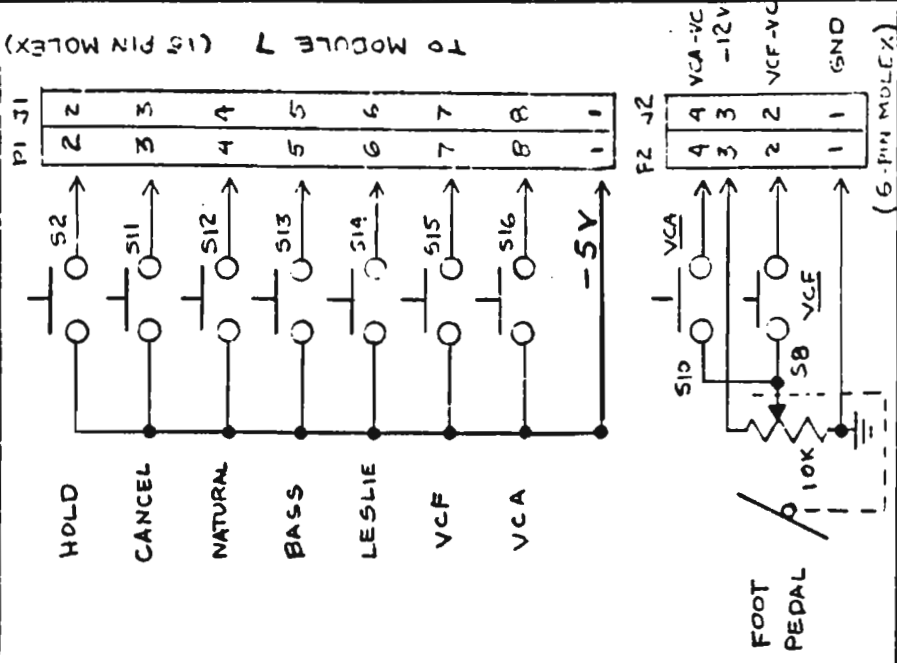 TO MODULE 7 (15 PIN MOLEX)
P1 J1
HOLD S2 2 2
CANCEL S11 3 3
NATURAL S12 4 4
BASS S13 5 5
LESLIE S14 6 6
VCF S15 7 7
VCA S16 8 8
-5V 1 1
P2 J2
S10 VCA 4 4 VCA-VC
3 3 -12V
S8 VCF 2 2 VCF-VC
1 1 GND
10K
FOOT
PEDAL
(6-PIN MOLEX)